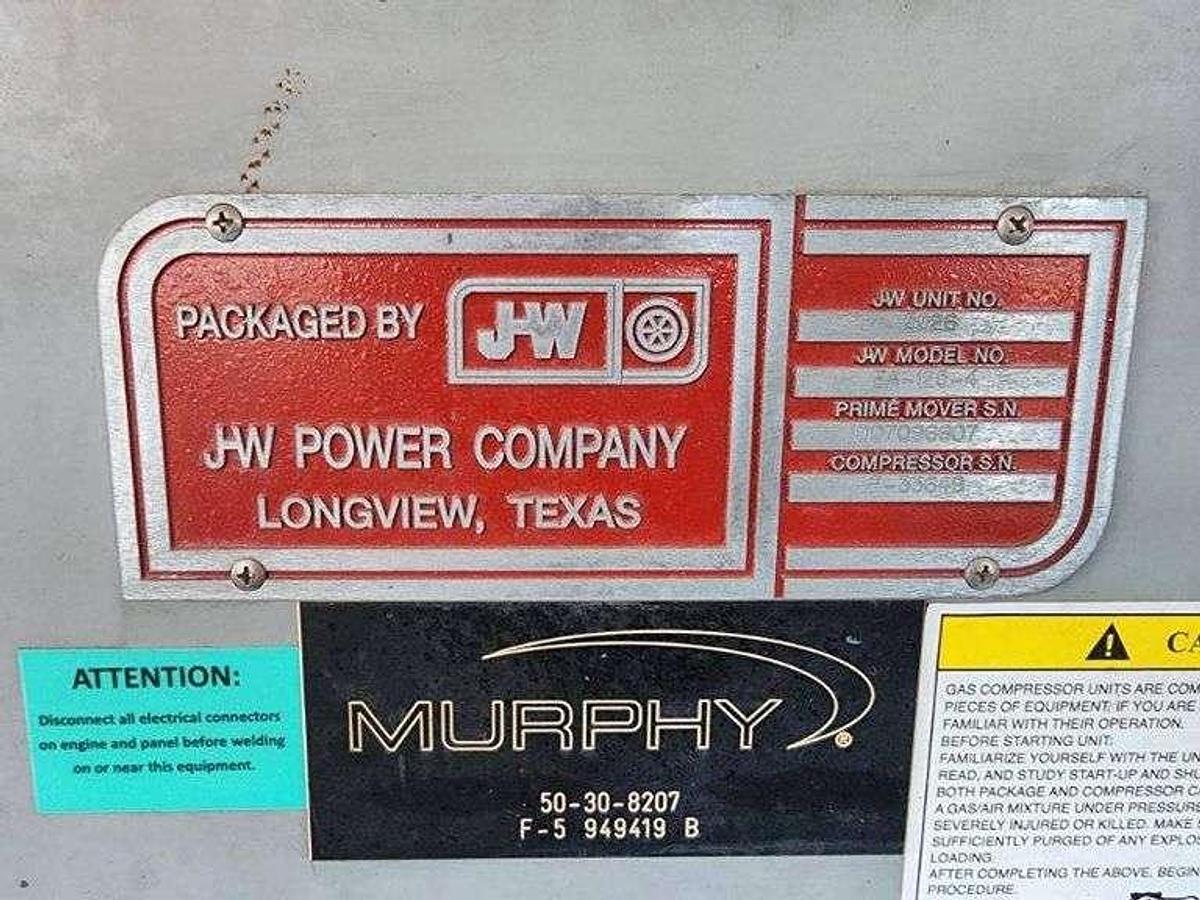 PACKAGED BY J-W
J-W POWER COMPANY
LONGVIEW, TEXAS
J-W UNIT NO.
J-W MODEL NO.
PRIME MOVER S.N.
COMPRESSOR S.N.
ATTENTION:
Disconnect all electrical connectors
on engine and panel before welding
on or near this equipment.
MURPHY®
50-30-8207
F-5 949419 B
GAS COMPRESSOR UNITS ARE
PIECES OF EQUIPMENT. IF YOU ARE
FAMILIAR WITH THEIR OPERATION.
BEFORE STARTING UNIT:
FAMILIARIZE YOURSELF WITH THE
READ, AND STUDY START-UP AND
BOTH PACKAGE AND COMPRESSOR
A GAS/AIR MIXTURE UNDER PRESSURE
SEVERELY INJURED OR KILLED. MAKE
SUFFICIENTLY PURGED OF ANY
LOADING.
AFTER COMPLETING THE ABOVE, BEGIN
PROCEDURE.